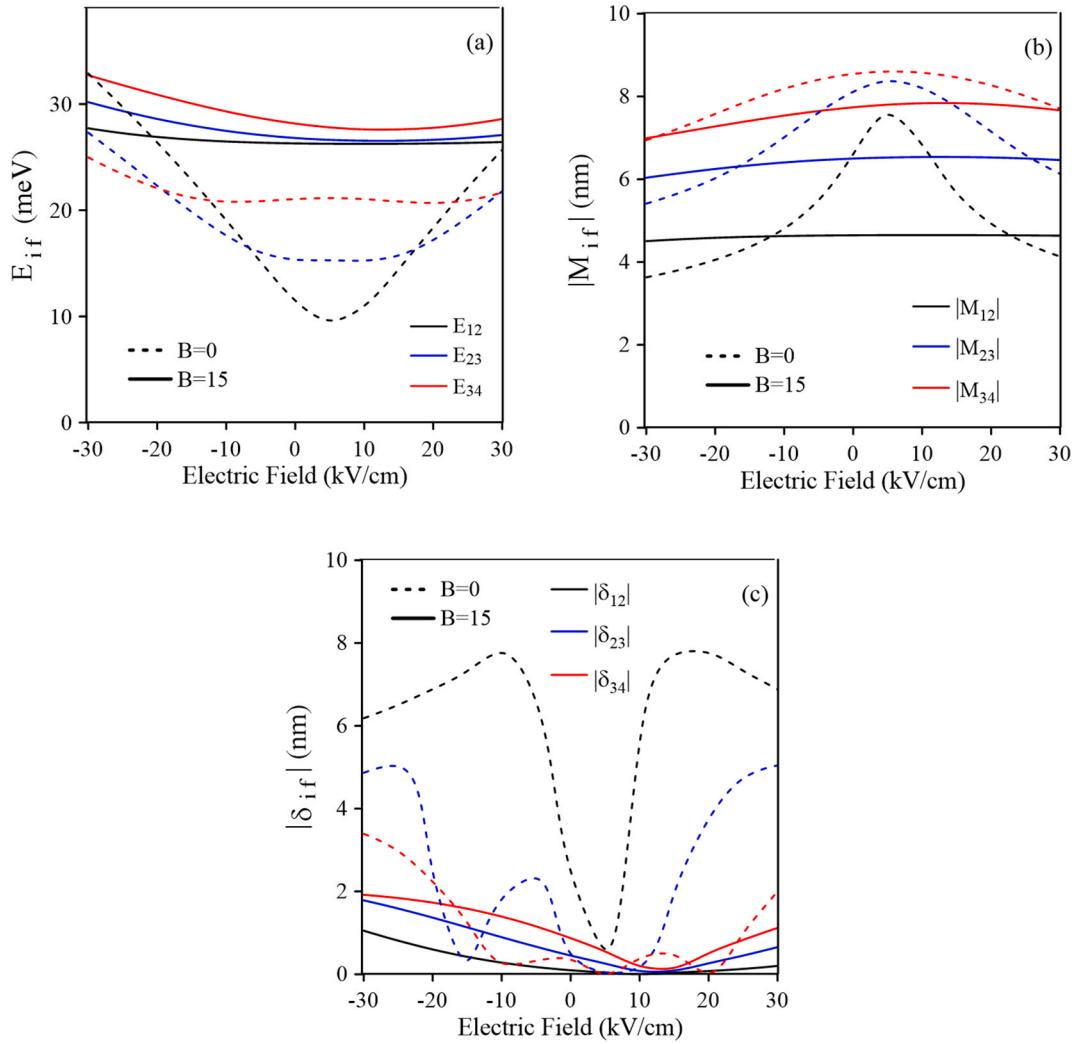 (a)
E_if (meV)
30
20
10
0
B=0
B=15
E12
E23
E34
-30 -20 -10 0 10 20 30
Electric Field (kV/cm)
(b)
|M_if| (nm)
10
8
6
4
2
0
B=0
B=15
|M12|
|M23|
|M34|
-30 -20 -10 0 10 20 30
Electric Field (kV/cm)
(c)
|δ_if| (nm)
10
8
6
4
2
0
B=0
B=15
|δ12|
|δ23|
|δ34|
-30 -20 -10 0 10 20 30
Electric Field (kV/cm)